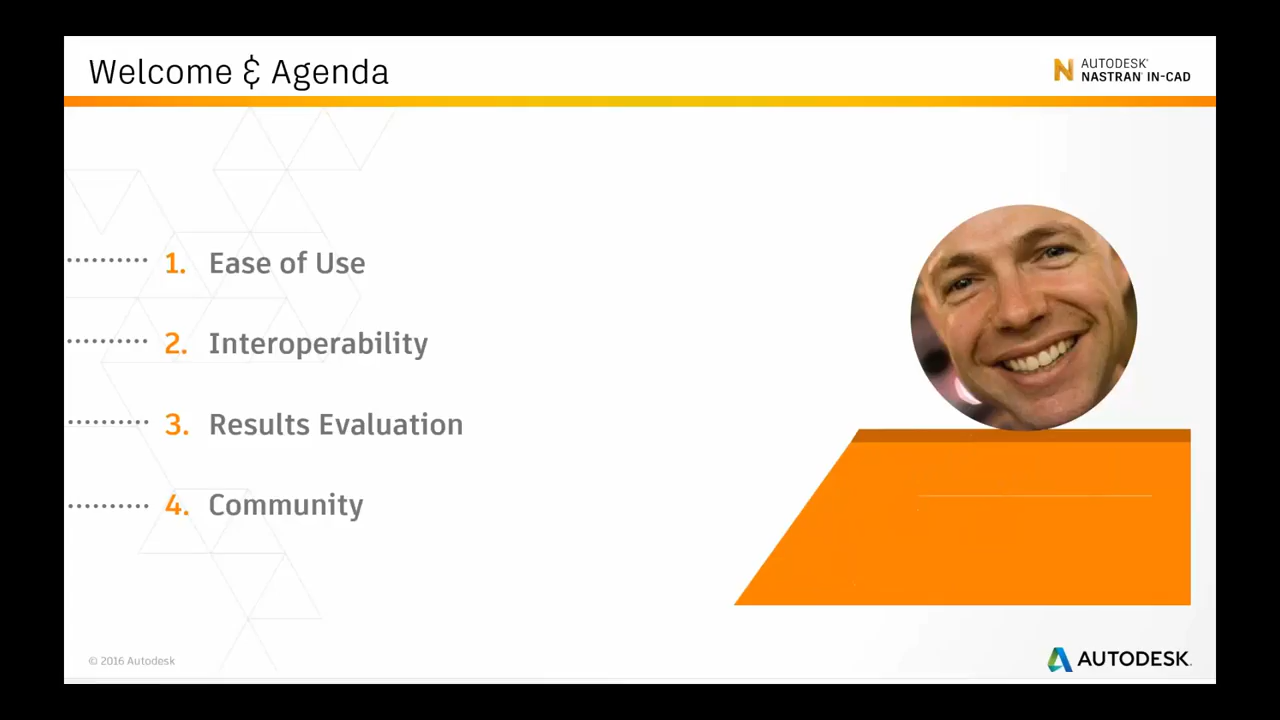 Welcome & Agenda
AUTODESK®
NASTRAN® IN-CAD
1. Ease of Use
2. Interoperability
3. Results Evaluation
4. Community
© 2016 Autodesk
AUTODESK.